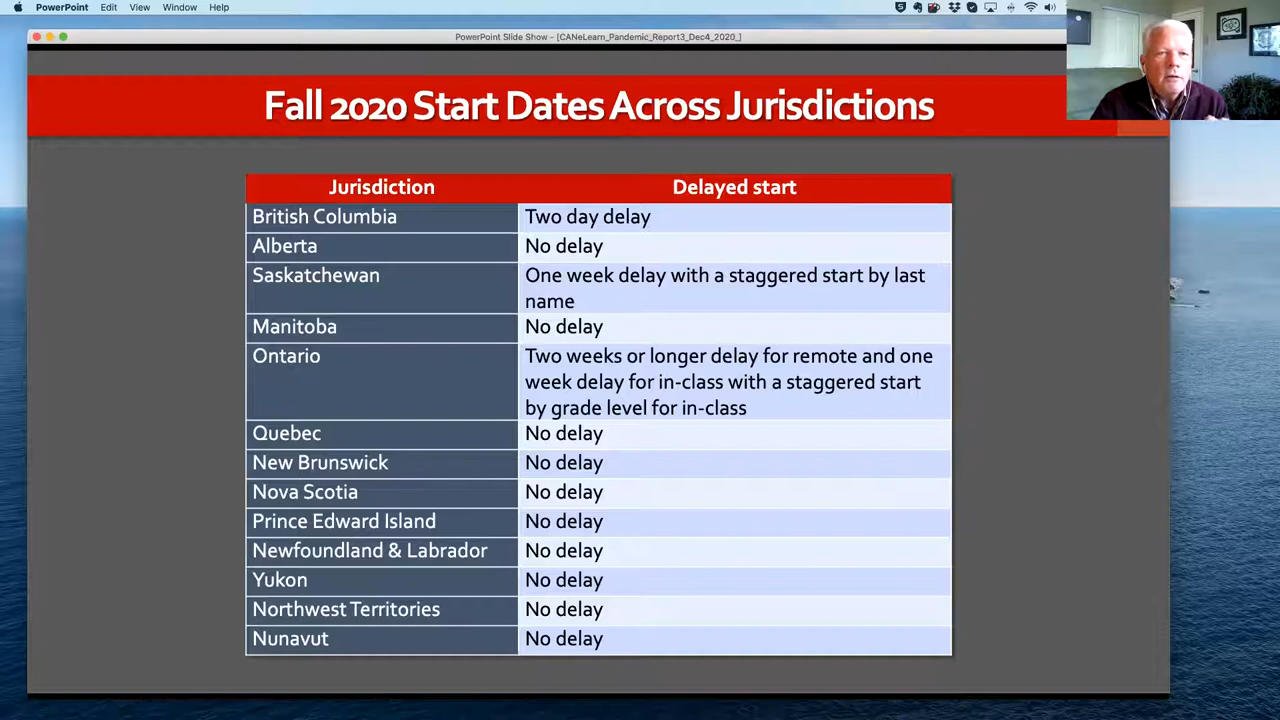 PowerPoint Edit View Window Help
PowerPoint Slide Show - [CANeLearn_Pandemic_Report3_Dec4_2020_]
Fall 2020 Start Dates Across Jurisdictions
Jurisdiction Delayed start
British Columbia Two day delay
Alberta No delay
Saskatchewan One week delay with a staggered start by last
name
Manitoba No delay
Ontario Two weeks or longer delay for remote and one
week delay for in-class with a staggered start
by grade level for in-class
Quebec No delay
New Brunswick No delay
Nova Scotia No delay
Prince Edward Island No delay
Newfoundland & Labrador No delay
Yukon No delay
Northwest Territories No delay
Nunavut No delay